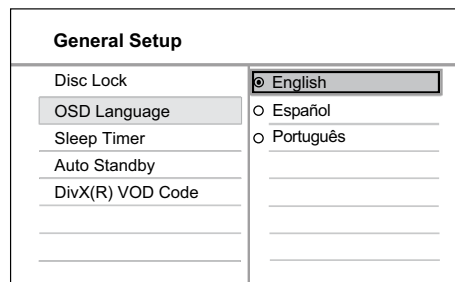 General Setup
Disc Lock
OSD Language
Sleep Timer
Auto Standby
DivX(R) VOD Code
English
Español
Português